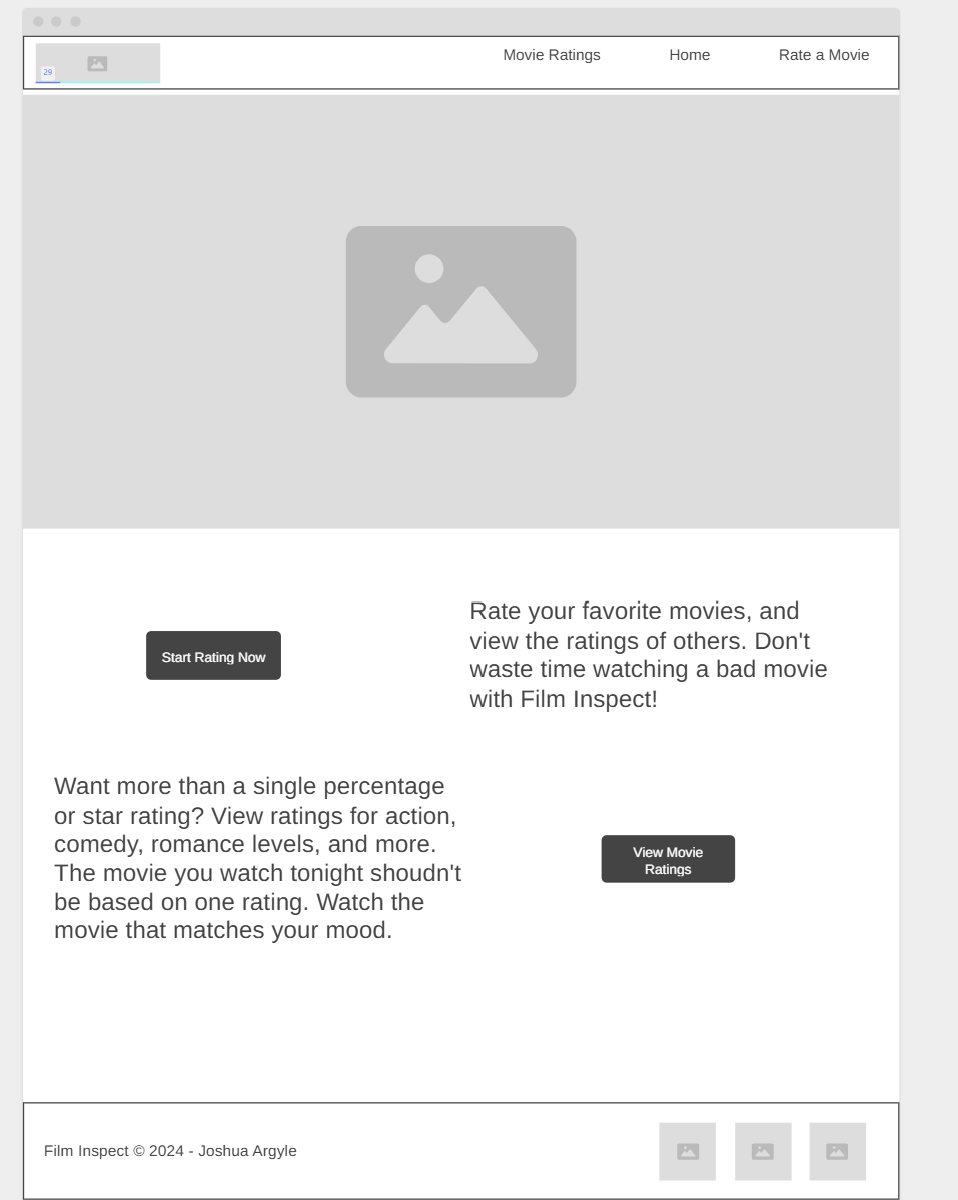 29
Movie Ratings
Home
Rate a Movie
Start Rating Now
Rate your favorite movies, and
view the ratings of others. Don't
waste time watching a bad movie
with Film Inspect!
Want more than a single percentage
or star rating? View ratings for action,
comedy, romance levels, and more.
The movie you watch tonight shoudn't
be based on one rating. Watch the
movie that matches your mood.
View Movie
Ratings
Film Inspect © 2024 - Joshua Argyle